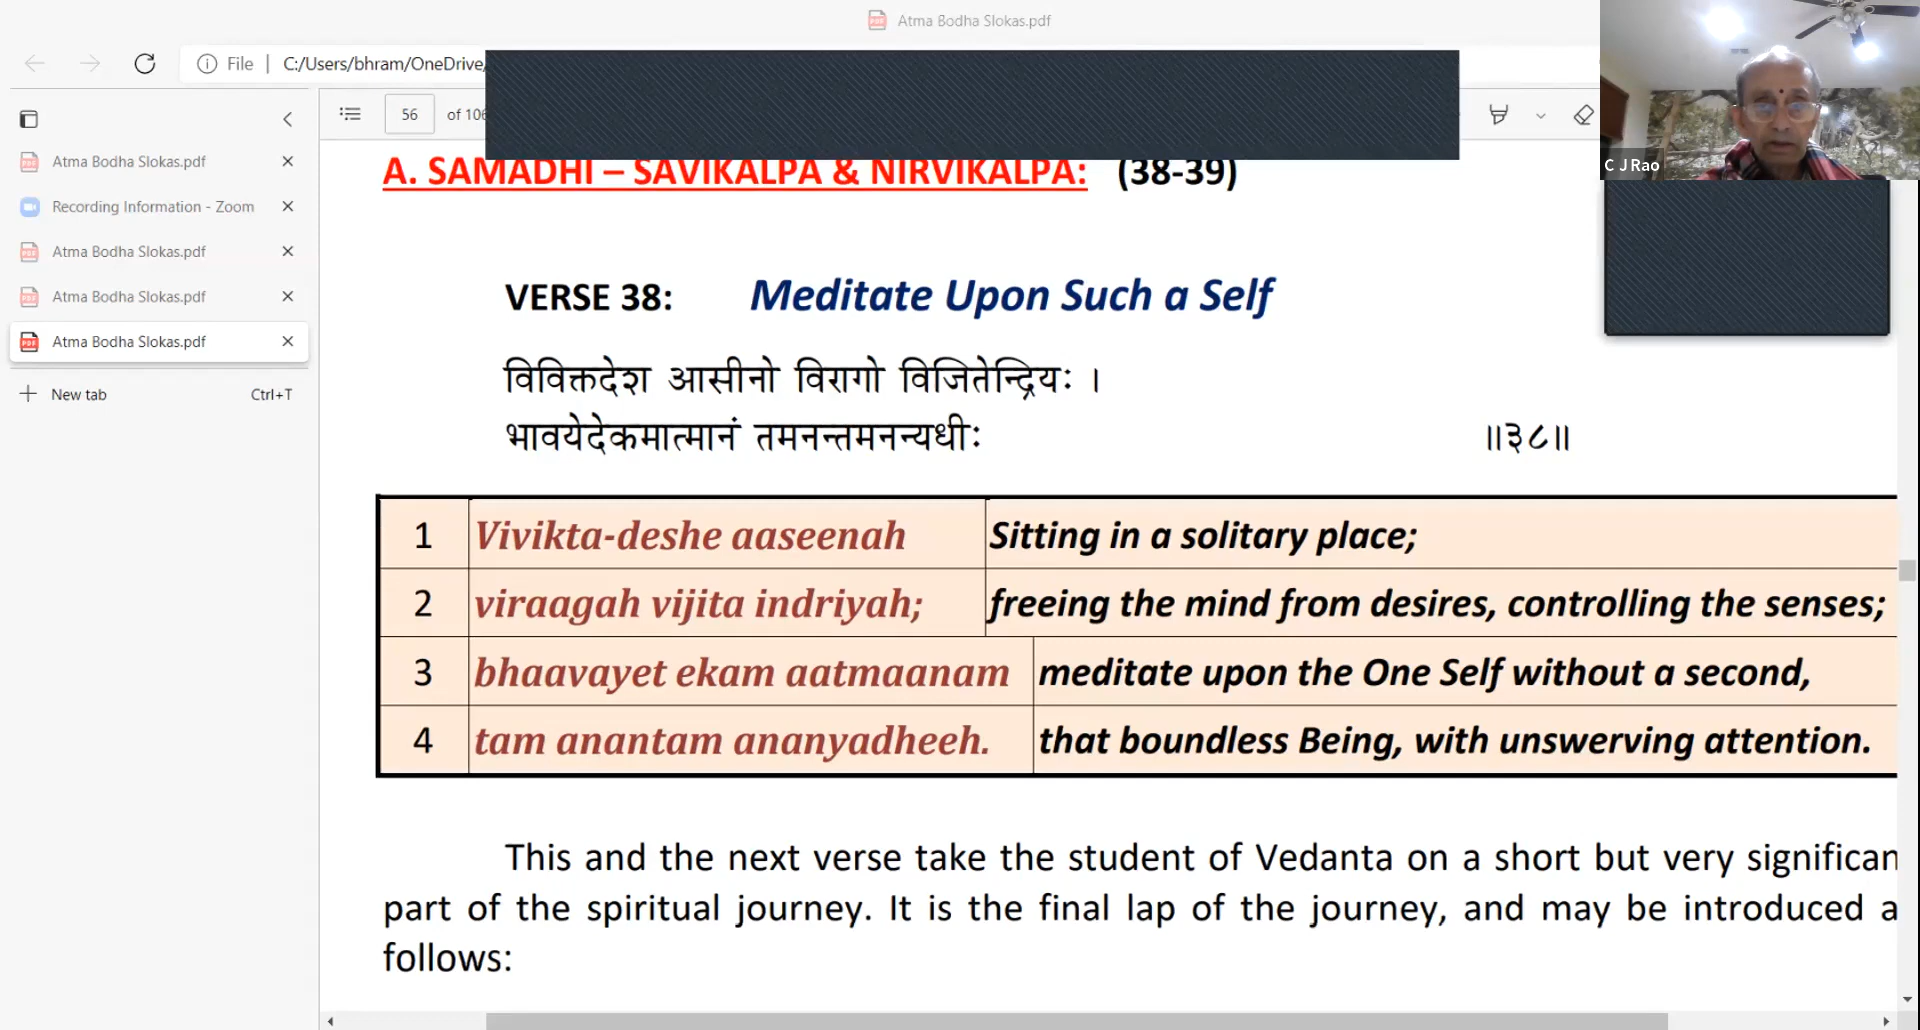 Atma Bodha Slokas.pdf
File | C:/Users/bhram/OneDrive/
56 of 106
Atma Bodha Slokas.pdf
Recording Information - Zoom
Atma Bodha Slokas.pdf
Atma Bodha Slokas.pdf
Atma Bodha Slokas.pdf
New tab Ctrl+T
C J Rao
A. SAMADHI – SAVIKALPA & NIRVIKALPA: (38-39)
VERSE 38: Meditate Upon Such a Self
विविक्तदेश आसीनो विरागो विजितेन्द्रियः ।
भावयेदेकमात्मानं तमनन्तमनन्यधीः ॥३८॥
1 Vivikta-deshe aaseenah Sitting in a solitary place;
2 viraagah vijita indriyah; freeing the mind from desires, controlling the senses;
3 bhaavayet ekam aatmaanam meditate upon the One Self without a second,
4 tam anantam ananyadheeh. that boundless Being, with unswerving attention.
This and the next verse take the student of Vedanta on a short but very significan
part of the spiritual journey. It is the final lap of the journey, and may be introduced a
follows: